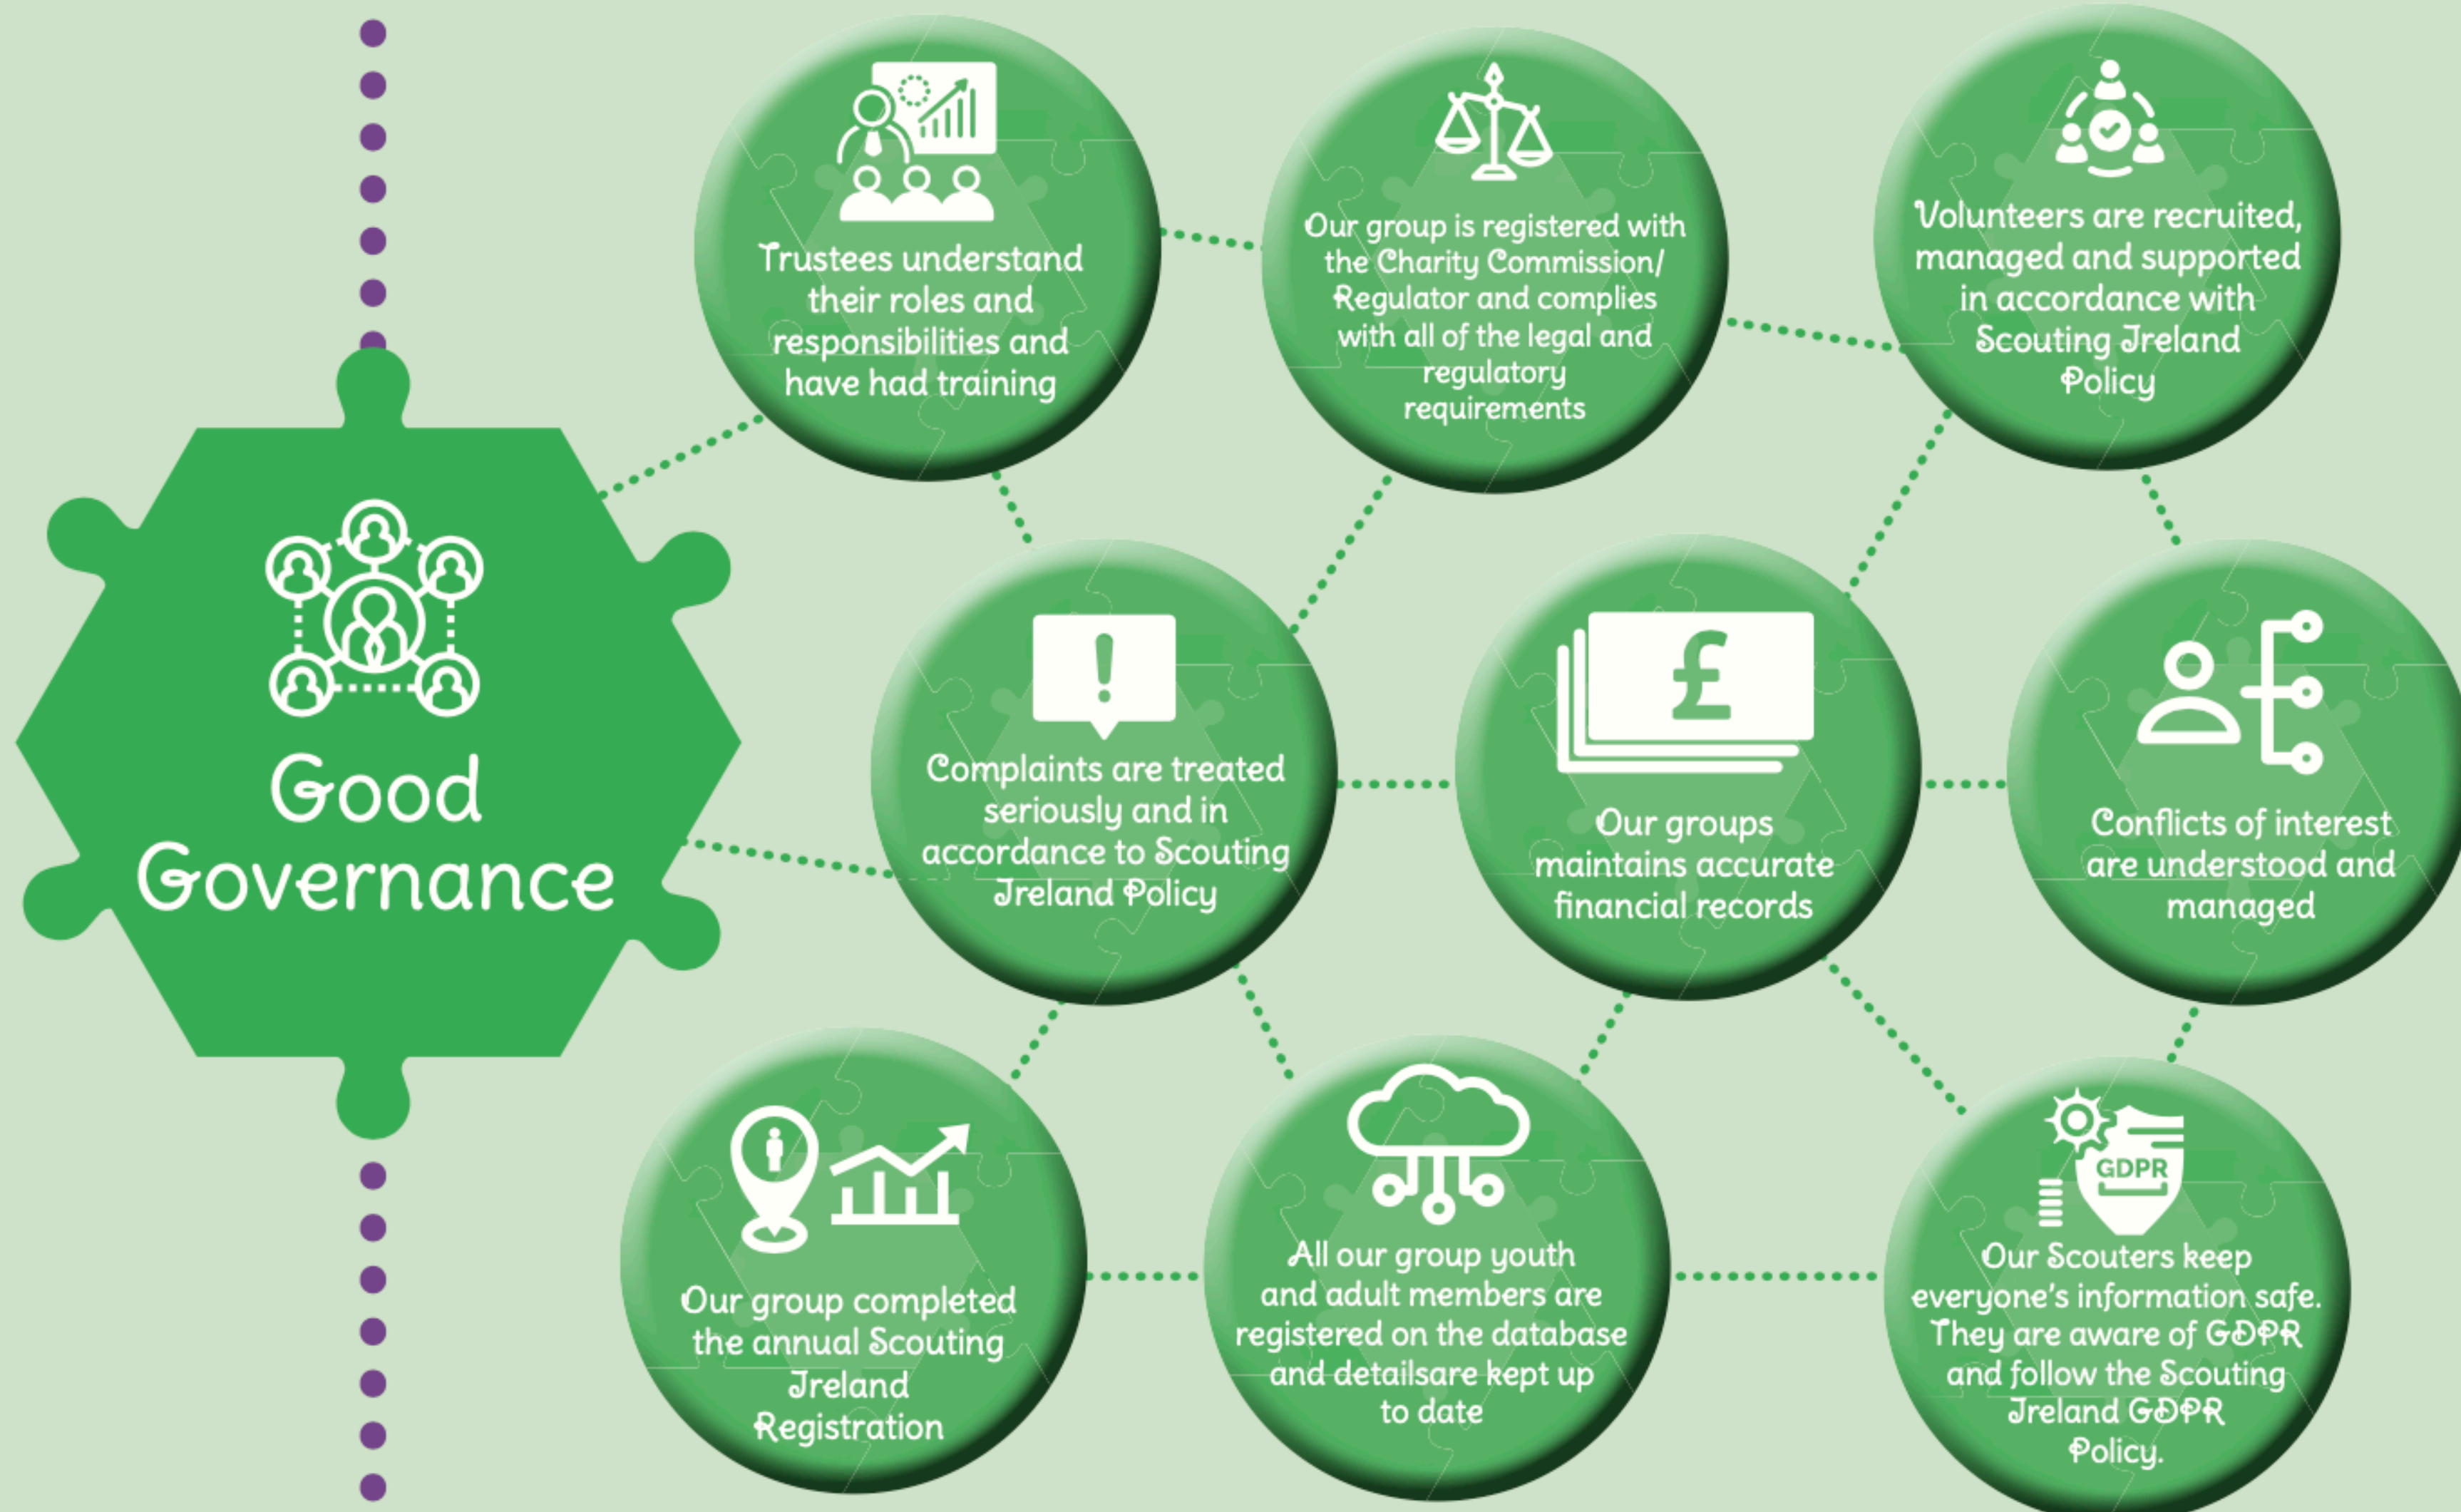 Good
Governance
Trustees understand
their roles and
responsibilities and
have had training
Our group is registered with
the Charity Commission/
Regulator and complies
with all of the legal and
regulatory
requirements
Volunteers are recruited,
managed and supported
in accordance with
Scouting Ireland
Policy
!
Complaints are treated
seriously and in
accordance to Scouting
Ireland Policy
£
Our groups
maintains accurate
financial records
Conflicts of interest
are understood and
managed
Our group completed
the annual Scouting
Ireland
Registration
All our group youth
and adult members are
registered on the database
and detailsare kept up
to date
GDPR
Our Scouters keep
everyone's information safe.
They are aware of GDPR
and follow the Scouting
Ireland GDPR
Policy.